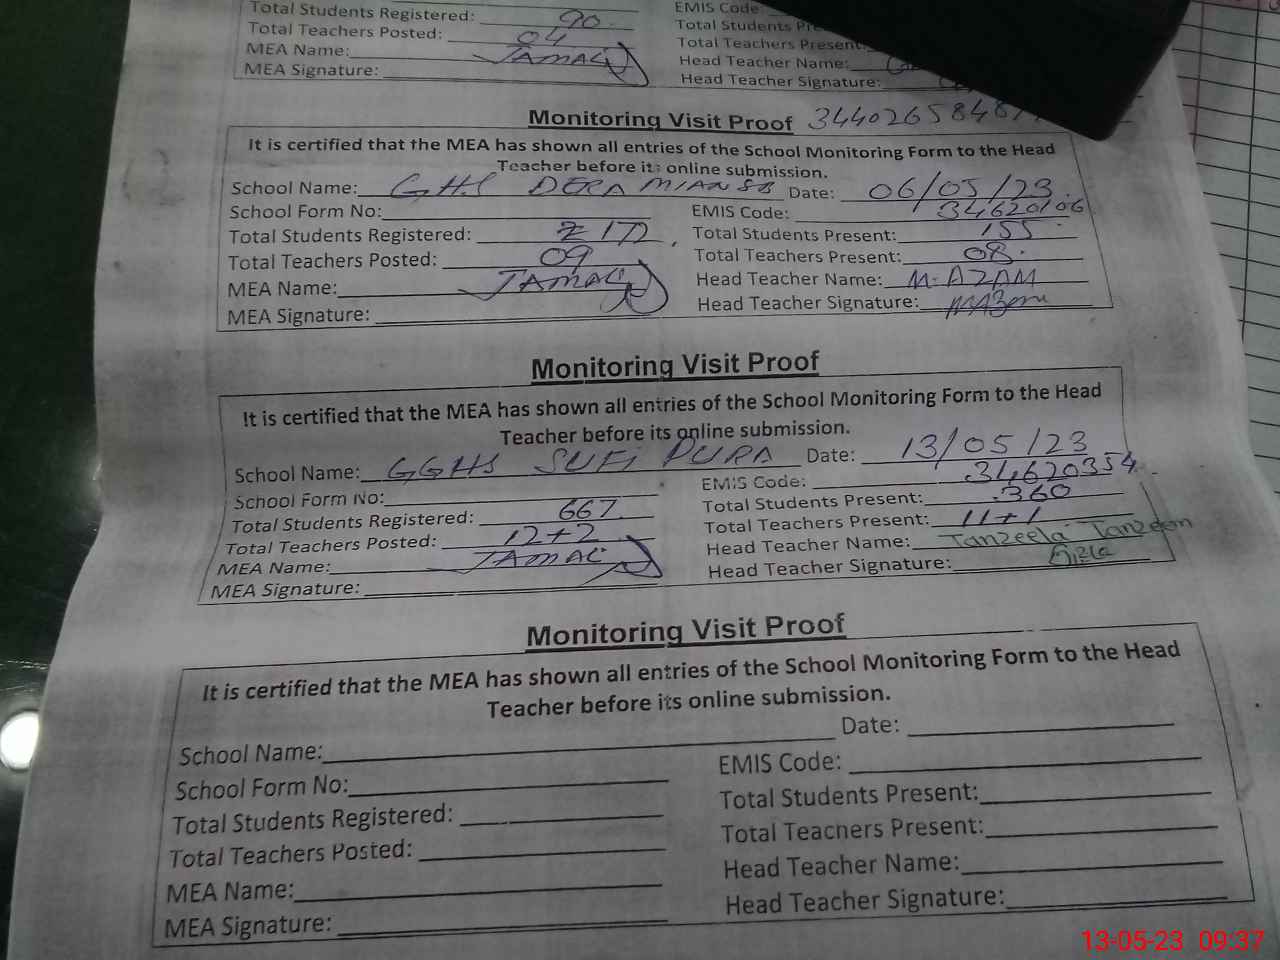 Total Students Registered: 90 EMIS Code
Total Teachers Posted: 04 Total Students Pre
MEA Name: JAMAL Total Teachers Present:
MEA Signature: Head Teacher Name:
Head Teacher Signature:
Monitoring Visit Proof
It is certified that the MEA has shown all entries of the School Monitoring Form to the Head
Teacher before its online submission.
School Name: GHS DERA MIAN SB Date: 06/05/23
School Form No: EMIS Code: 34620106
Total Students Registered: 172 Total Students Present: 155
Total Teachers Posted: 09 Total Teachers Present: 08
MEA Name: JAMAL Head Teacher Name: M. AZAM
MEA Signature: Head Teacher Signature: MAzam
Monitoring Visit Proof
It is certified that the MEA has shown all entries of the School Monitoring Form to the Head
Teacher before its online submission.
School Name: GGHS SUFI PURA Date: 13/05/23
School Form No: EMIS Code: 34620354
Total Students Registered: 667 Total Students Present: 360
Total Teachers Posted: 12+2 Total Teachers Present: 11+1
MEA Name: JAMAL Head Teacher Name: Tanzeela Tanzeen
MEA Signature: Head Teacher Signature:
Monitoring Visit Proof
It is certified that the MEA has shown all entries of the School Monitoring Form to the Head
Teacher before its online submission.
School Name: Date:
School Form No: EMIS Code:
Total Students Registered: Total Students Present:
Total Teachers Posted: Total Teachers Present:
MEA Name: Head Teacher Name:
MEA Signature: Head Teacher Signature:
13-05-23 09:37